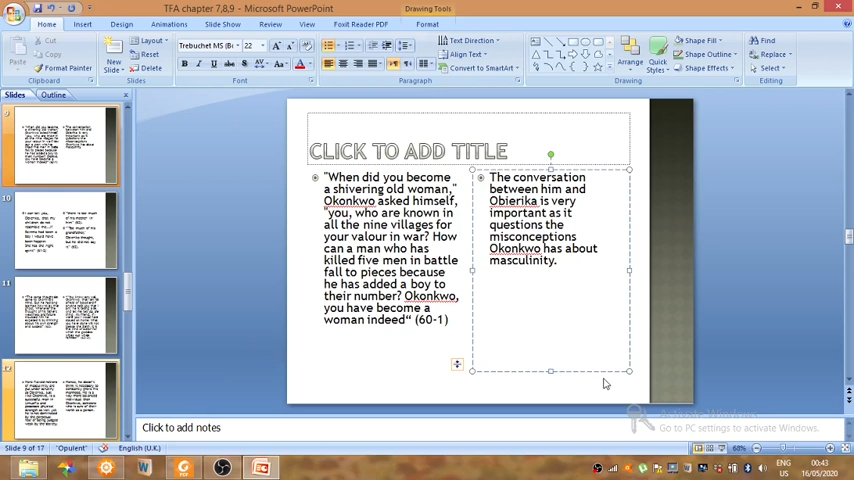 TFA chapter 7,8,9 - Microsoft PowerPoint
Drawing Tools
Home Insert Design Animations Slide Show Review View Foxit Reader PDF Format
Cut
Copy
Format Painter
Paste
Clipboard
New
Slide
Layout
Reset
Delete
Slides
Trebuchet MS (B 22
Font
Text Direction
Align Text
Convert to SmartArt
Paragraph
Arrange
Quick
Styles
Shape Fill
Shape Outline
Shape Effects
Drawing
Find
Replace
Select
Editing
Slides Outline
9
10
11
12
CLICK TO ADD TITLE
"When did you become
a shivering old woman,"
Okonkwo asked himself,
"you, who are known in
all the nine villages for
your valour in war? How
can a man who has
killed five men in battle
fall to pieces because
he has added a boy to
their number? Okonkwo,
you have become a
woman indeed" (60-1)
The conversation
between him and
Obierika is very
important as it
questions the
misconceptions
Okonkwo has about
masculinity.
Activate Windows
Go to PC settings to activate Windows.
Click to add notes
Slide 9 of 17 "Opulent" English (U.K.) 68%
ENG
US
00:43
16/05/2020